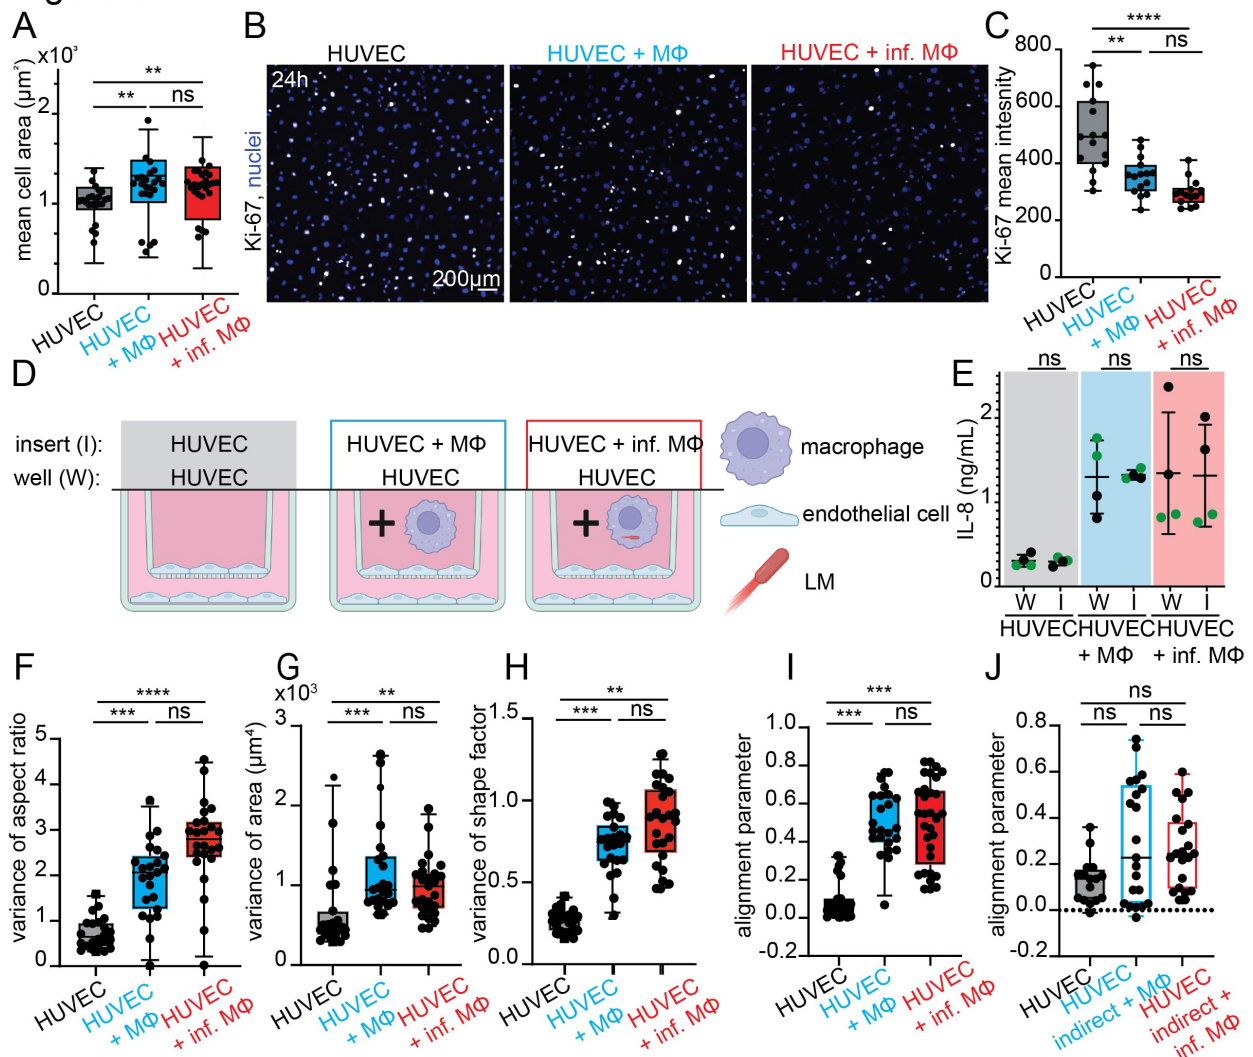 A
x10³
mean cell area (µm²)
2
1
0
**
**
ns
HUVEC
HUVEC
+ MΦ
HUVEC
+ inf. MΦ
B
HUVEC
HUVEC + MΦ
HUVEC + inf. MΦ
24h
Ki-67, nuclei
200µm
C
Ki-67 mean intesnity
800
600
400
200
0
****
**
ns
HUVEC
HUVEC
+ MΦ
HUVEC
+ inf. MΦ
D
insert (I):
HUVEC
HUVEC + MΦ
HUVEC + inf. MΦ
well (W):
HUVEC
HUVEC
HUVEC
+
+
macrophage
endothelial cell
LM
E
IL-8 (ng/mL)
2
1
0
ns
ns
ns
W
I
W
I
W
I
HUVEC
HUVEC
+ MΦ
HUVEC
+ inf. MΦ
F
variance of aspect ratio
5
4
3
2
1
0
****
***
ns
HUVEC
HUVEC
+ MΦ
HUVEC
+ inf. MΦ
G
x10³
variance of area (µm⁴)
3
2
1
0
**
***
ns
HUVEC
HUVEC
+ MΦ
HUVEC
+ inf. MΦ
H
variance of shape factor
1.5
1.0
0.5
0.0
**
***
ns
HUVEC
HUVEC
+ MΦ
HUVEC
+ inf. MΦ
I
alignment parameter
1.0
0.8
0.6
0.4
0.2
0.0
-0.2
***
***
ns
HUVEC
HUVEC
+ MΦ
HUVEC
+ inf. MΦ
J
alignment parameter
0.8
0.6
0.4
0.2
0.0
-0.2
ns
ns
ns
HUVEC
HUVEC
indirect + MΦ
HUVEC
indirect +
inf. MΦ